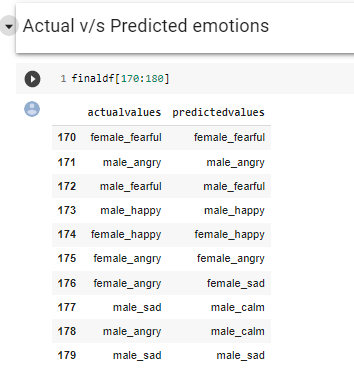 Actual v/s Predicted emotions
1 finaldf[170:180]
actualvalues predictedvalues
170 female_fearful female_fearful
171 male_angry male_angry
172 male_fearful male_fearful
173 male_happy male_happy
174 female_happy female_happy
175 female_angry female_angry
176 female_angry female_sad
177 male_sad male_calm
178 male_angry male_calm
179 male_sad male_sad